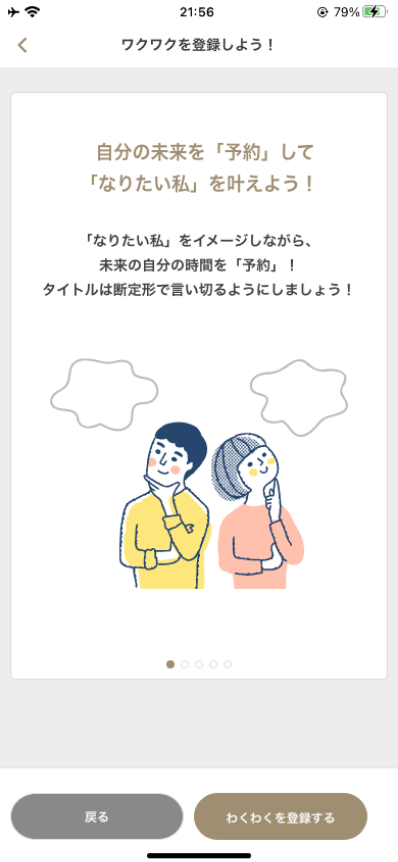 21:56
79%
ワクワクを登録しよう！
自分の未来を「予約」して
「なりたい私」を叶えよう！
「なりたい私」をイメージしながら、
未来の自分の時間を「予約」！
タイトルは断定形で言い切るようにしましょう！
戻る
わくわくを登録する